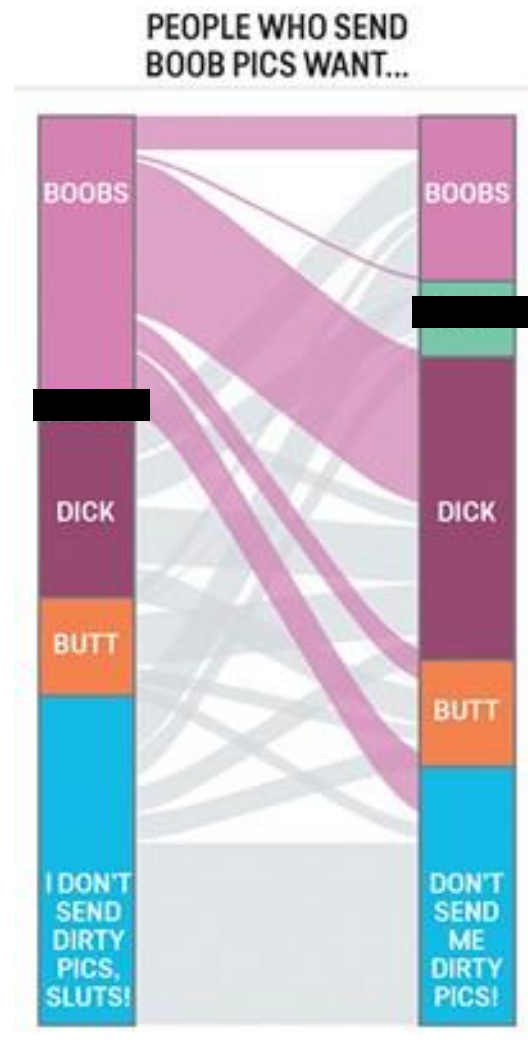 PEOPLE WHO SEND
BOOB PICS WANT...
BOOBS
DICK
BUTT
I DON'T
SEND
DIRTY
PICS,
SLUTS!
BOOBS
DICK
BUTT
DON'T
SEND
ME
DIRTY
PICS!